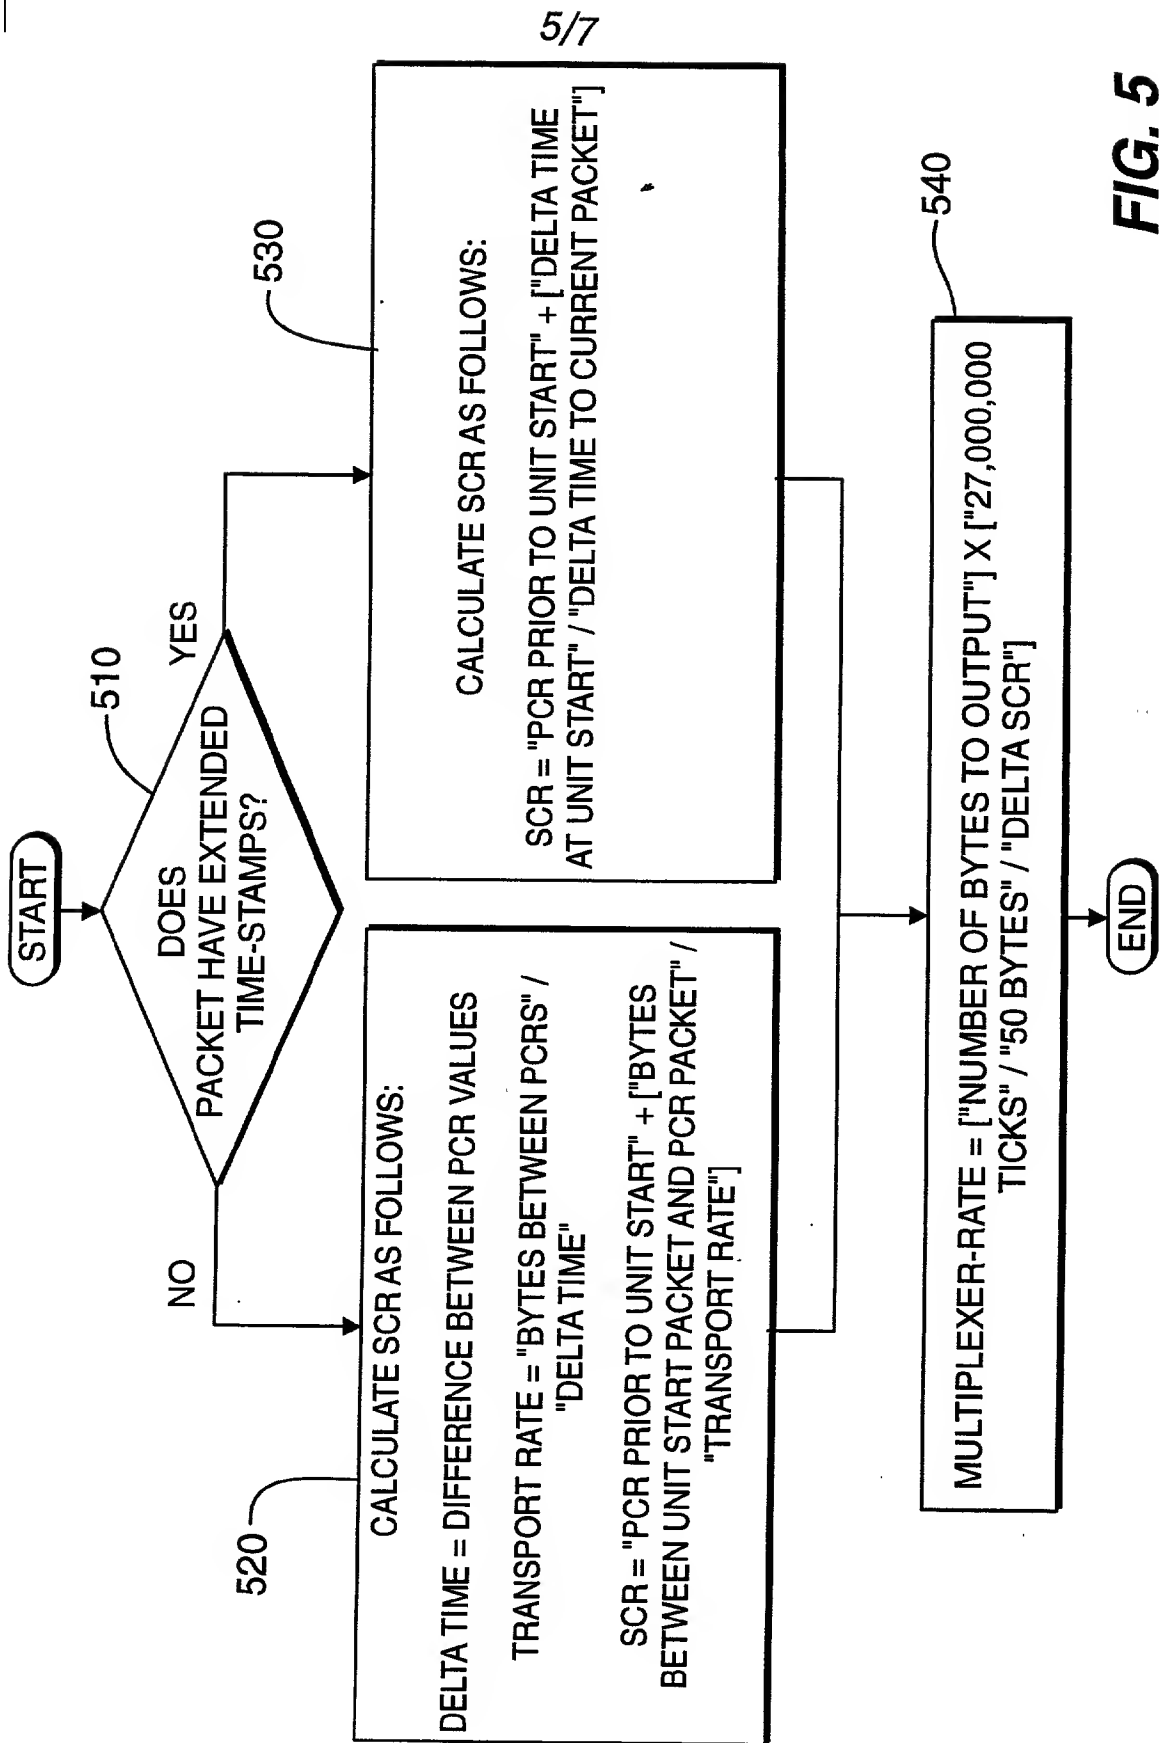 5/7
START
510
DOES
PACKET HAVE EXTENDED
TIME-STAMPS?
NO
YES
520
CALCULATE SCR AS FOLLOWS:
DELTA TIME = DIFFERENCE BETWEEN PCR VALUES
TRANSPORT RATE = "BYTES BETWEEN PCRS" /
"DELTA TIME"
SCR = "PCR PRIOR TO UNIT START" + ["BYTES
BETWEEN UNIT START PACKET AND PCR PACKET" /
"TRANSPORT RATE"]
530
CALCULATE SCR AS FOLLOWS:
SCR = "PCR PRIOR TO UNIT START" + ["DELTA TIME
AT UNIT START" / "DELTA TIME TO CURRENT PACKET"]
540
MULTIPLEXER-RATE = ["NUMBER OF BYTES TO OUTPUT"] X ["27,000,000
TICKS" / "50 BYTES" / "DELTA SCR"]
END
FIG. 5